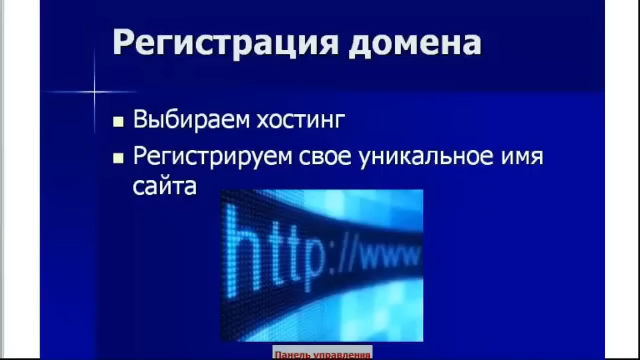 Регистрация домена
Выбираем хостинг
Регистрируем свое уникальное имя
сайта
http://www
Панель управления